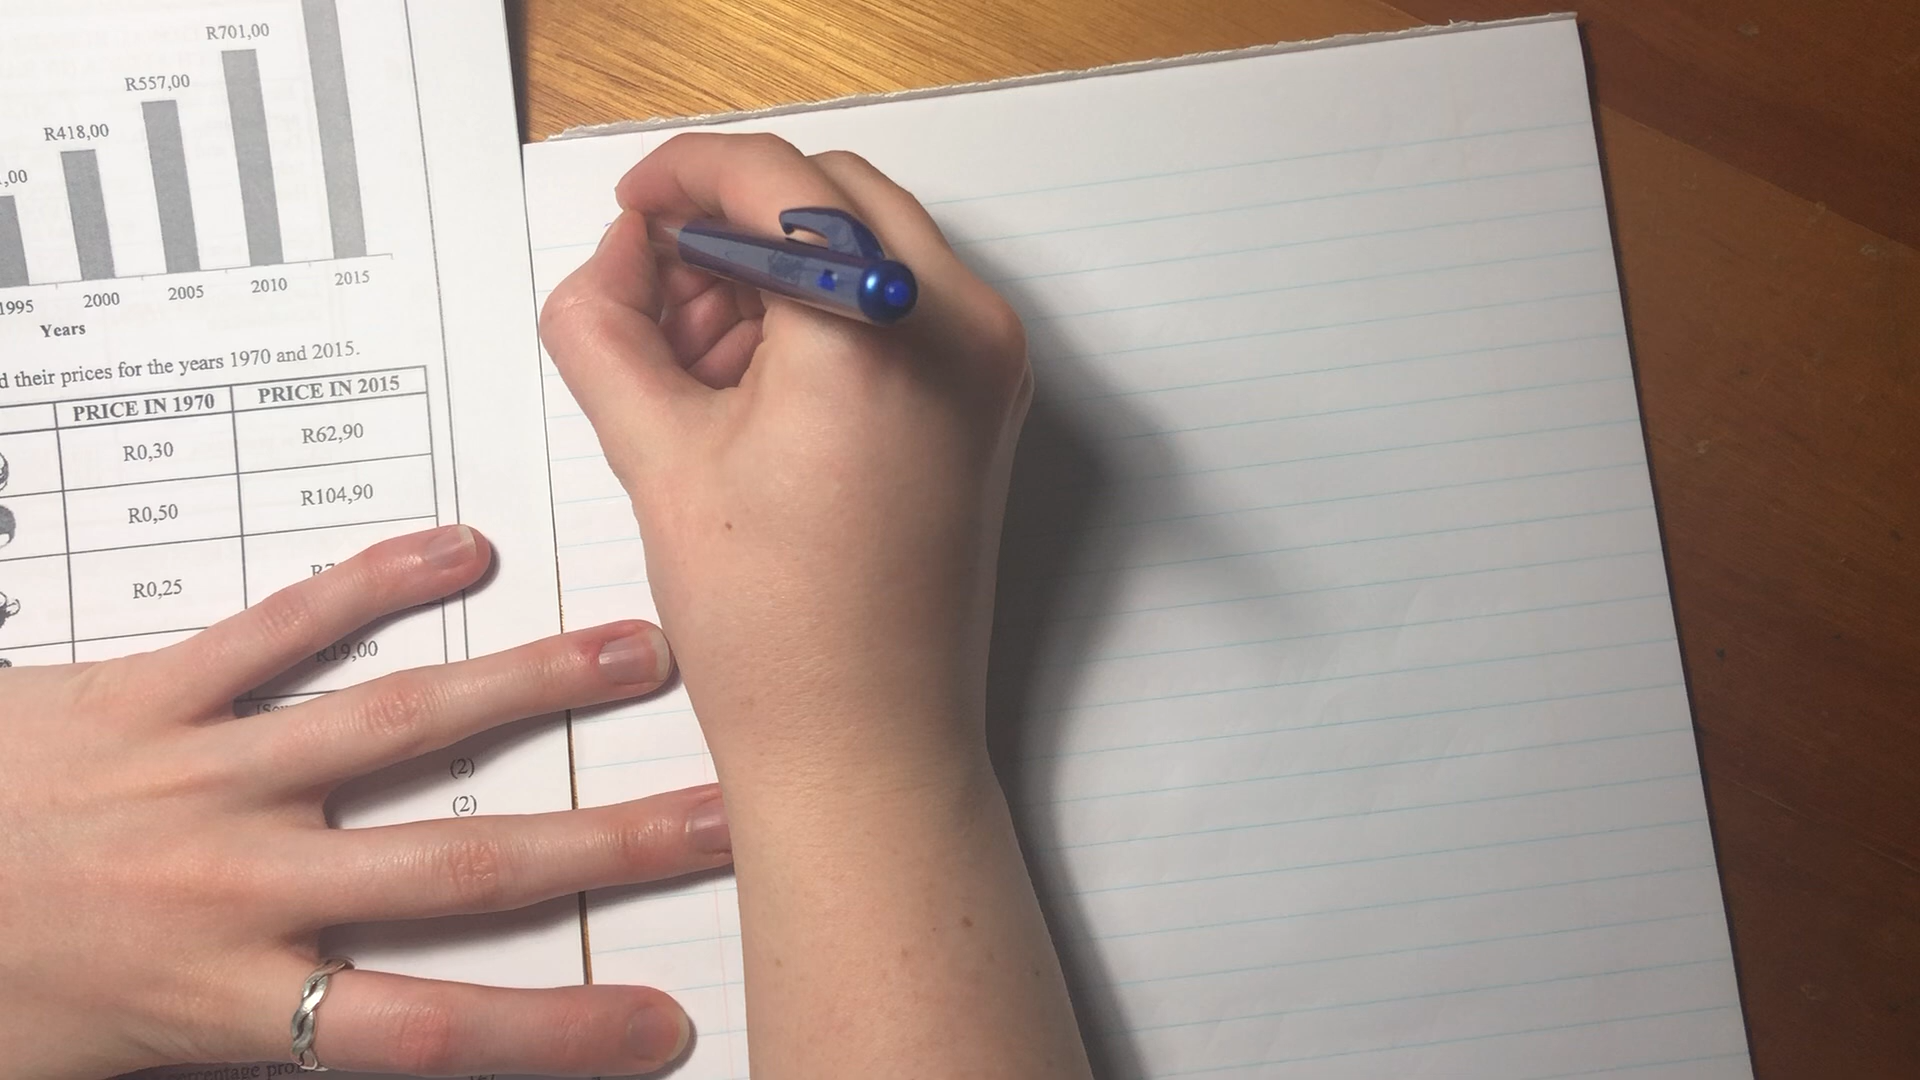 R701,00
R557,00
R418,00
,00
1995 2000 2005 2010 2015
Years
d their prices for the years 1970 and 2015.
PRICE IN 1970 PRICE IN 2015
R0,30 R62,90
R0,50 R104,90
R0,25 R7
R19,00
(2)
(2)
percentage